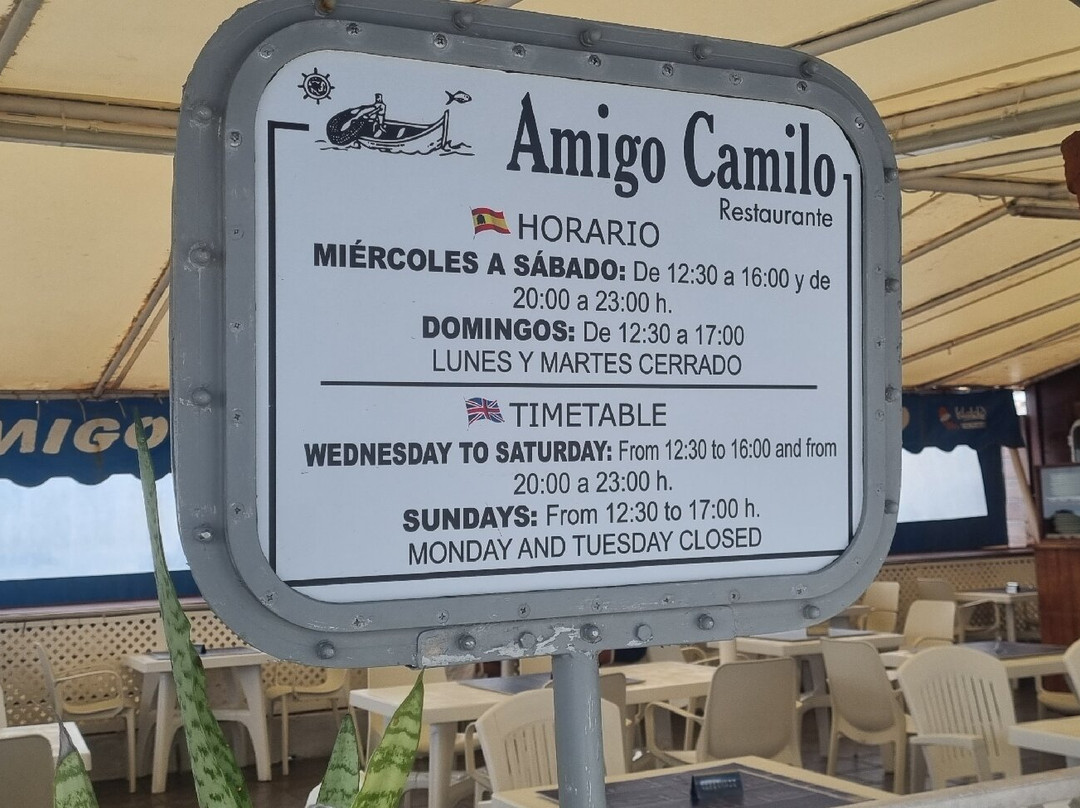 Amigo Camilo
Restaurante
HORARIO
MIÉRCOLES A SÁBADO: De 12:30 a 16:00 y de
20:00 a 23:00 h.
DOMINGOS: De 12:30 a 17:00
LUNES Y MARTES CERRADO
TIMETABLE
WEDNESDAY TO SATURDAY: From 12:30 to 16:00 and from
20:00 a 23:00 h.
SUNDAYS: From 12:30 to 17:00 h.
MONDAY AND TUESDAY CLOSED
MIGO